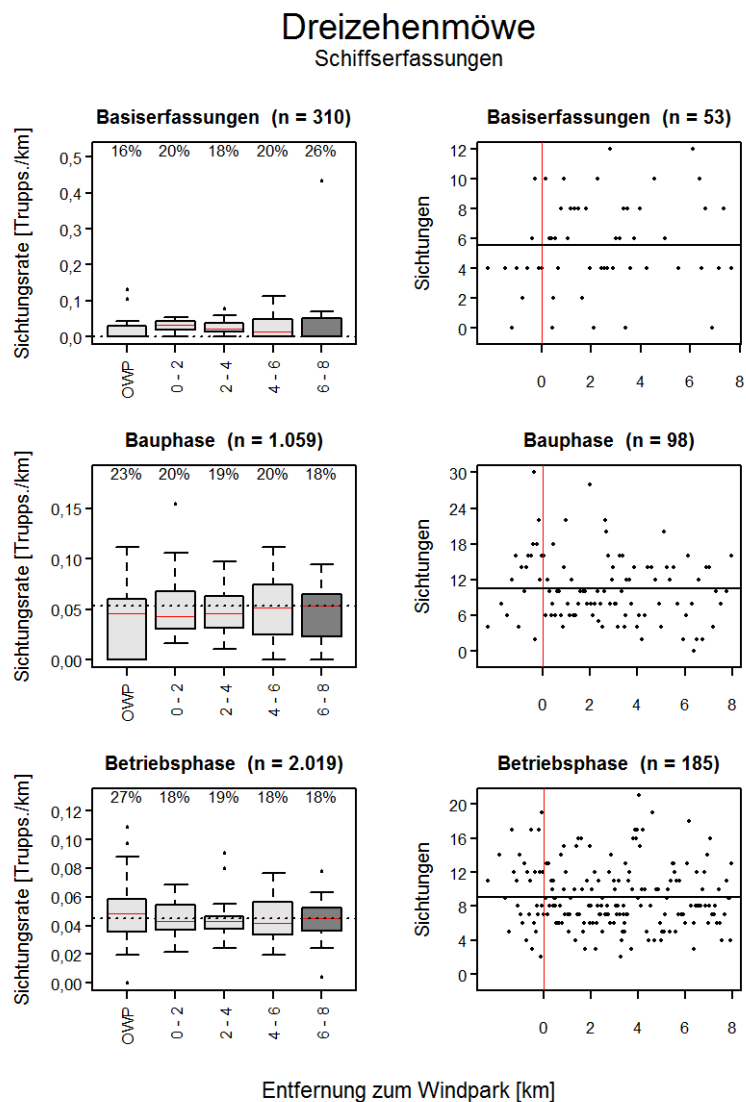 Dreizehenmöwe
Schiffserfassungen
Basiserfassungen (n = 310)
Sichtungsrate [Trupps./km]
16% 20% 18% 20% 26%
0,5
0,4
0,3
0,2
0,1
0,0
OWP 0 - 2 2 - 4 4 - 6 6 - 8
Basiserfassungen (n = 53)
Sichtungen
12
10
8
6
4
2
0
0 2 4 6 8
Bauphase (n = 1.059)
Sichtungsrate [Trupps./km]
23% 20% 19% 20% 18%
0,15
0,10
0,05
0,00
OWP 0 - 2 2 - 4 4 - 6 6 - 8
Bauphase (n = 98)
Sichtungen
30
24
18
12
6
0
0 2 4 6 8
Betriebsphase (n = 2.019)
Sichtungsrate [Trupps./km]
27% 18% 19% 18% 18%
0,12
0,10
0,08
0,06
0,04
0,02
0,00
OWP 0 - 2 2 - 4 4 - 6 6 - 8
Betriebsphase (n = 185)
Sichtungen
20
16
12
8
4
0
0 2 4 6 8
Entfernung zum Windpark [km]